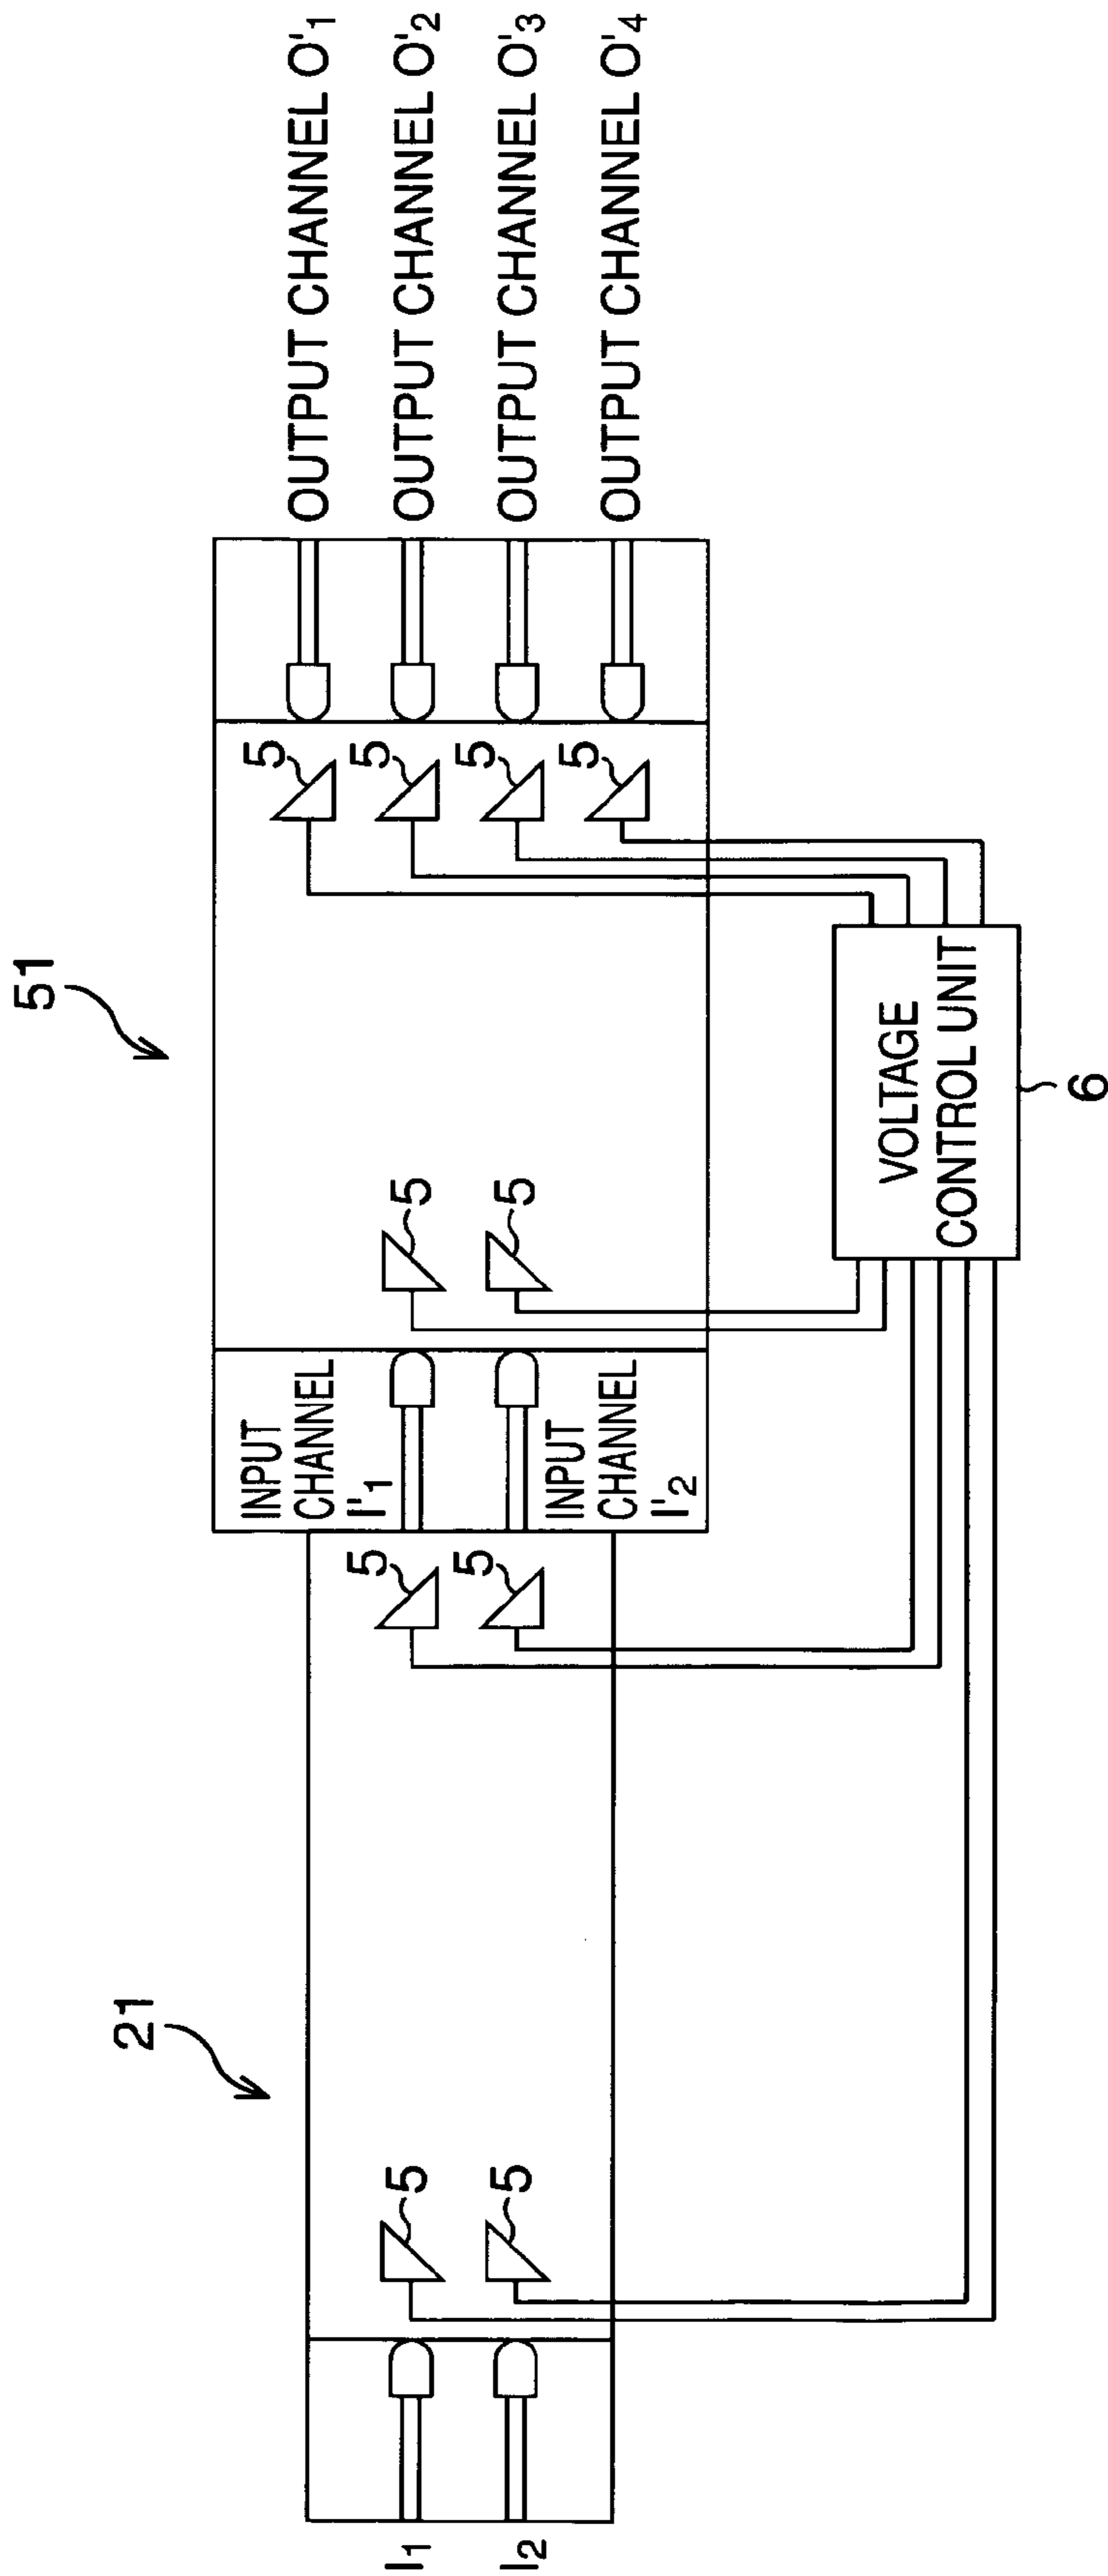 51
21
OUTPUT CHANNEL O'1
OUTPUT CHANNEL O'2
OUTPUT CHANNEL O'3
OUTPUT CHANNEL O'4
5
5
5
5
5
5
INPUT
CHANNEL
I'1
INPUT
CHANNEL
I'2
5
5
5
5
I1
I2
VOLTAGE
CONTROL UNIT
6